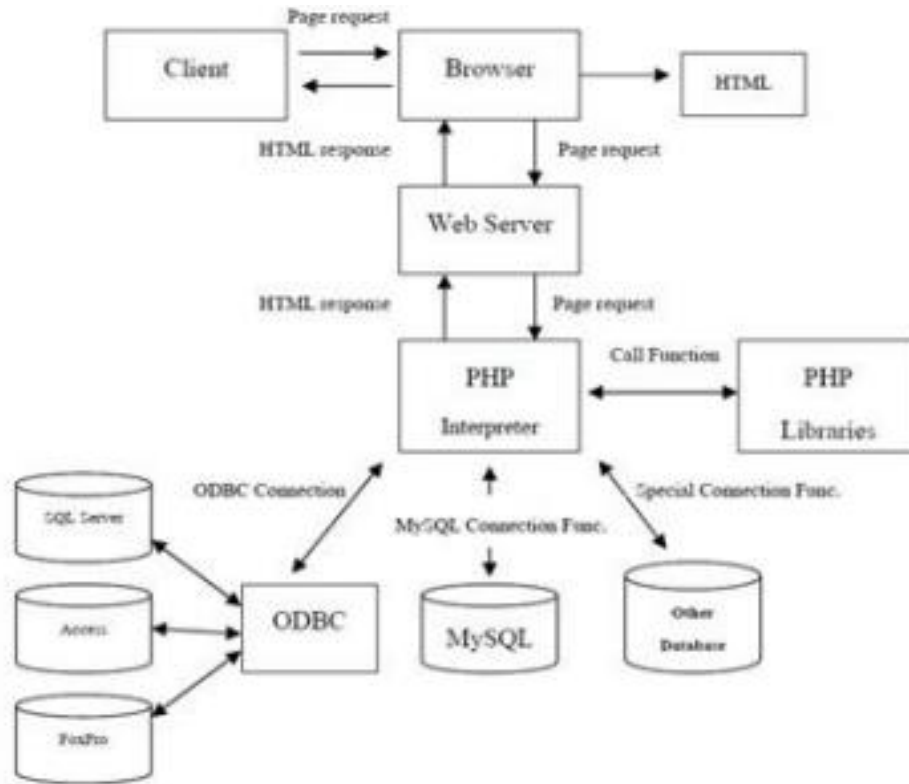 Page request
Client
Browser
HTML
HTML response
Page request
Web Server
HTML response
Page request
PHP
Interpreter
Call Function
PHP
Libraries
ODBC Connection
Special Connection Func.
SQL Server
MySQL Connection Func.
Access
ODBC
MySQL
Other
Database
FoxPro